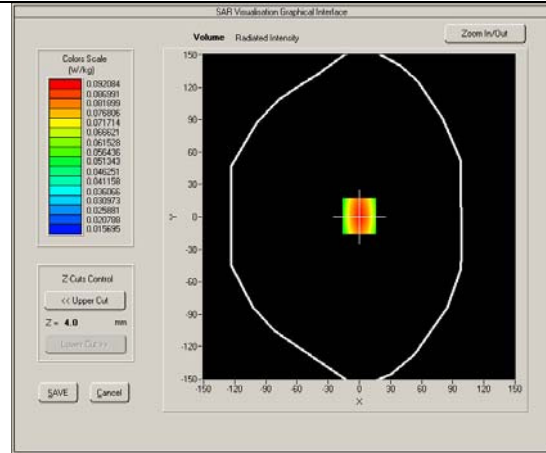 SAR Visualisation Graphical Interface
Volume Radiated Intensity
Zoom In/Out
Colors Scale
(W/kg)
0.092084
0.086991
0.081899
0.076806
0.071714
0.066621
0.061528
0.056436
0.051343
0.046251
0.041158
0.036066
0.030973
0.025881
0.020788
0.015695
Z Cuts Control
<< Upper Cut
Z = 4.0 mm
Lower Cut >>
SAVE
Cancel
150
120
90
60
30
0
-30
-60
-90
-120
-150
Y
-150 -120 -90 -60 -30 0 30 60 90 120 150
X